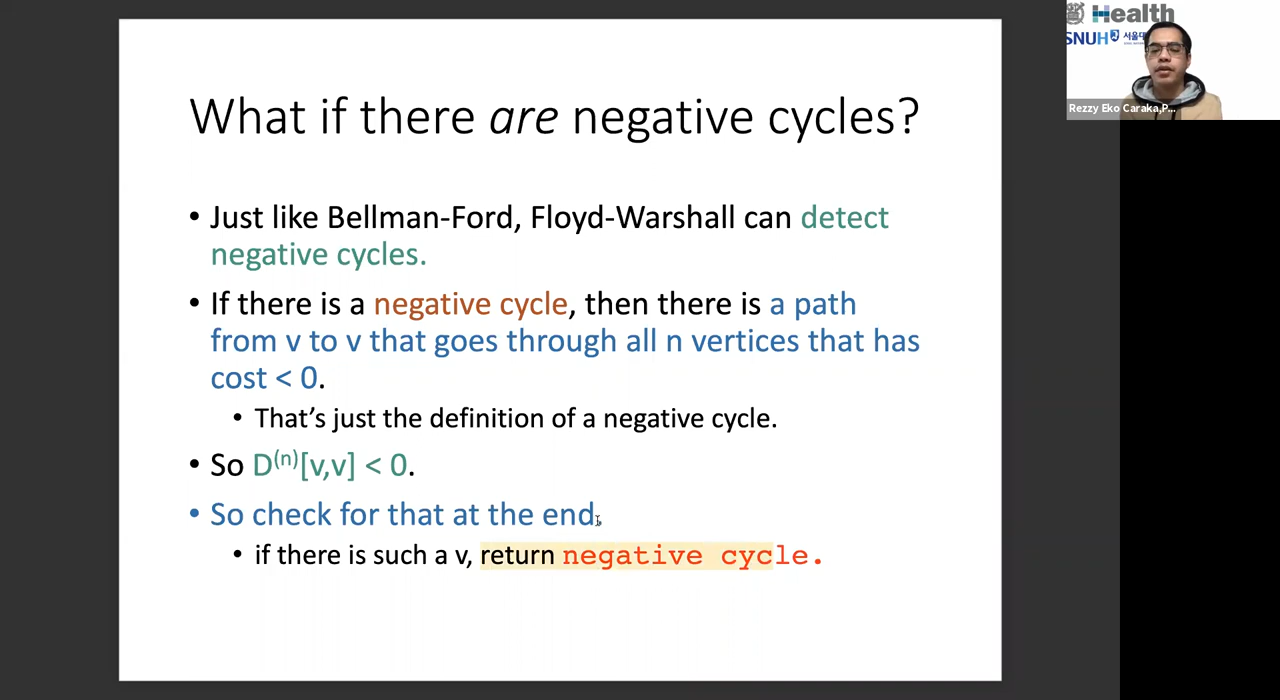 What if there are negative cycles?
• Just like Bellman-Ford, Floyd-Warshall can detect
negative cycles.
• If there is a negative cycle, then there is a path
from v to v that goes through all n vertices that has
cost < 0.
• That’s just the definition of a negative cycle.
• So D(n)[v,v] < 0.
• So check for that at the end.
• if there is such a v, return negative cycle.
Health
SNUH
Rezzy Eko Caraka,P...